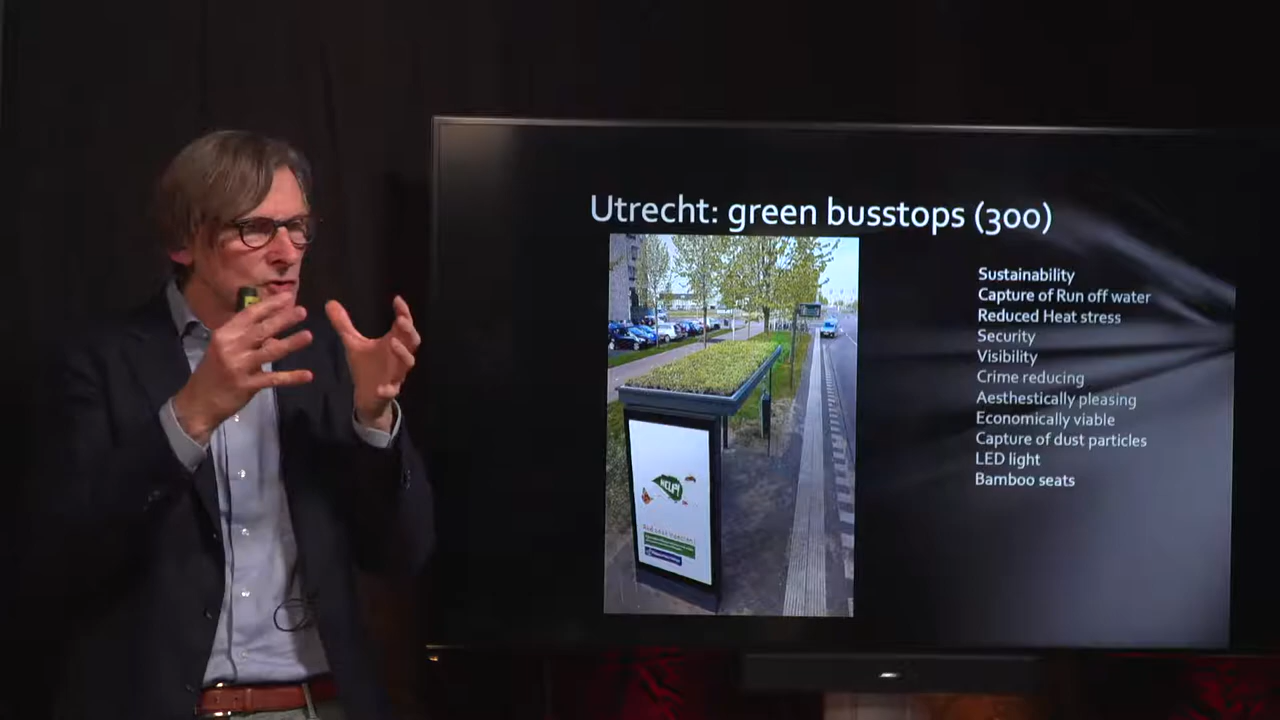 Utrecht: green busstops (300)
Sustainability
Capture of Run off water
Reduced Heat stress
Security
Visibility
Crime reducing
Aesthestically pleasing
Economically viable
Capture of dust particles
LED light
Bamboo seats
HELP!